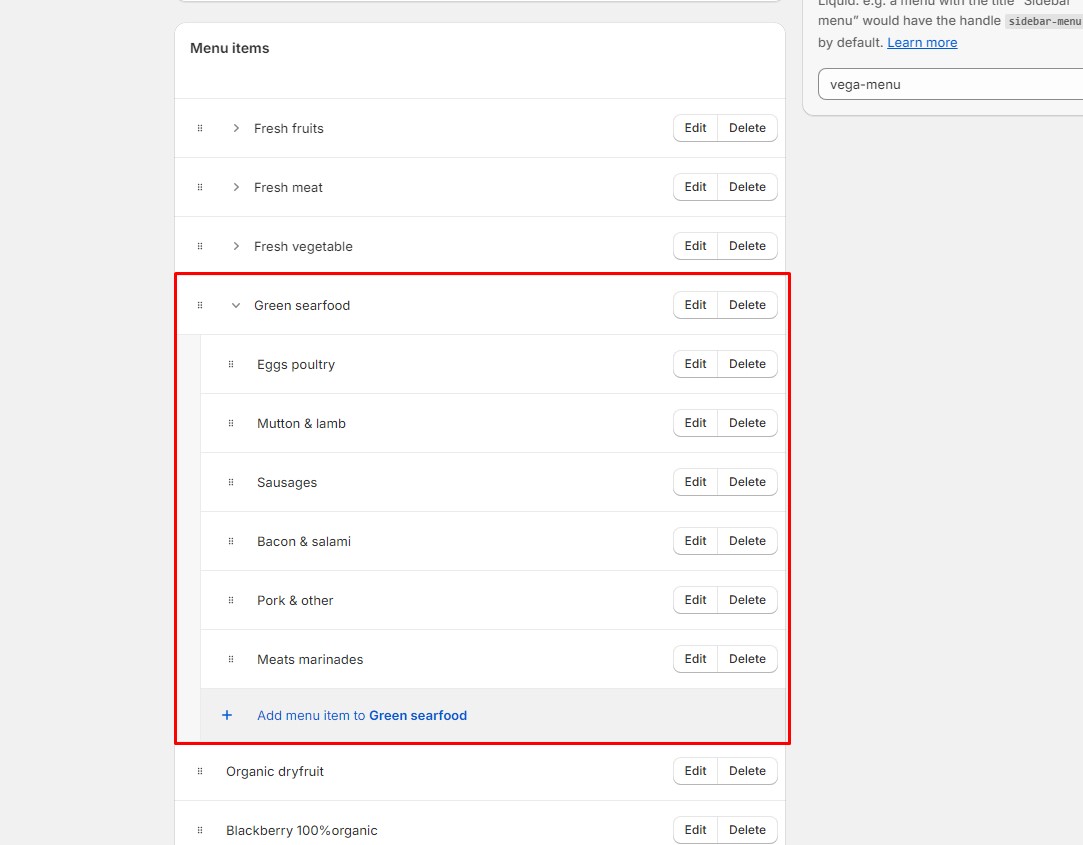 Liquid. e.g. a menu with the title "Sidebar
menu" would have the handle sidebar-menu
by default. Learn more
vega-menu
Menu items
Fresh fruits Edit Delete
Fresh meat Edit Delete
Fresh vegetable Edit Delete
Green searfood Edit Delete
Eggs poultry Edit Delete
Mutton & lamb Edit Delete
Sausages Edit Delete
Bacon & salami Edit Delete
Pork & other Edit Delete
Meats marinades Edit Delete
+ Add menu item to Green searfood
Organic dryfruit Edit Delete
Blackberry 100%organic Edit Delete